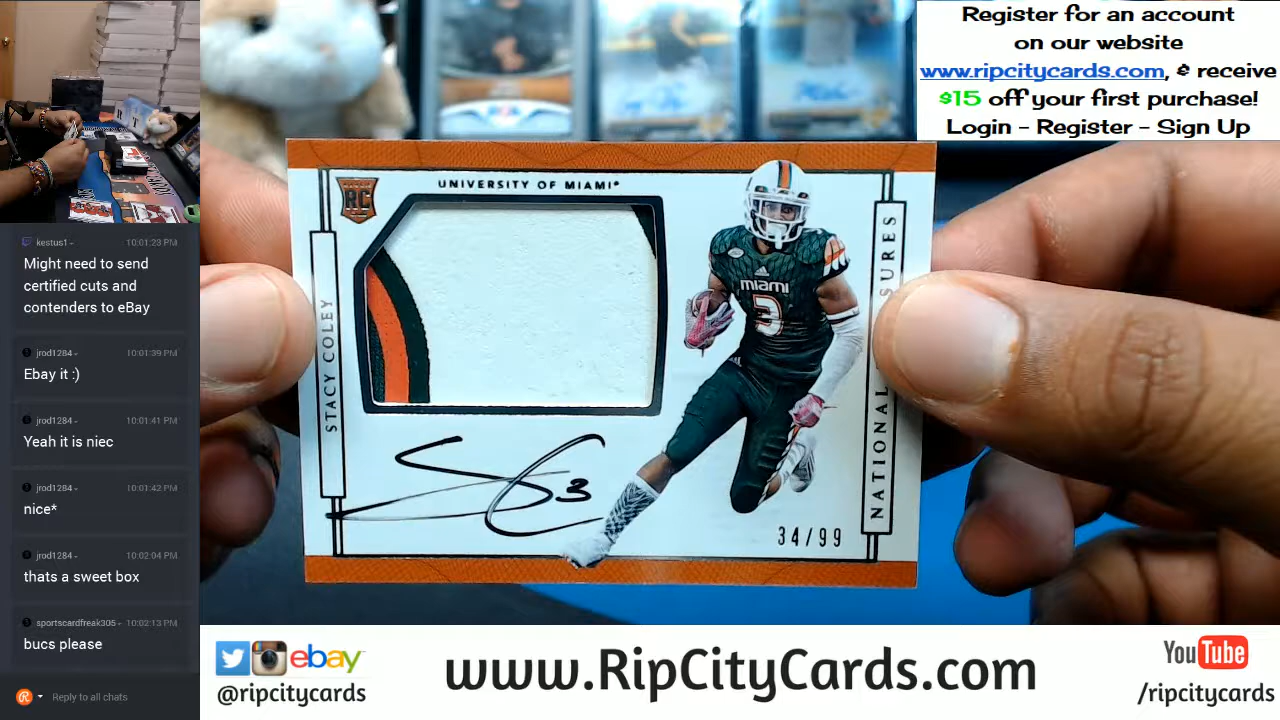 kestus1
10:01:23 PM
Might need to send
certified cuts and
contenders to eBay
jrod1284
10:01:39 PM
Ebay it :)
jrod1284
10:01:41 PM
Yeah it is niec
jrod1284
10:01:42 PM
nice*
jrod1284
10:02:04 PM
thats a sweet box
sportscardfreak305
10:02:13 PM
bucs please
Reply to all chats
Register for an account
on our website
www.ripcitycards.com, & receive
$15 off your first purchase!
Login - Register - Sign Up
RC
UNIVERSITY OF MIAMI
STACY COLEY
miami
3
NATIONAL
SURES
3
34/99
ebay
@ripcitycards
www.RipCityCards.com
YouTube
/ripcitycards